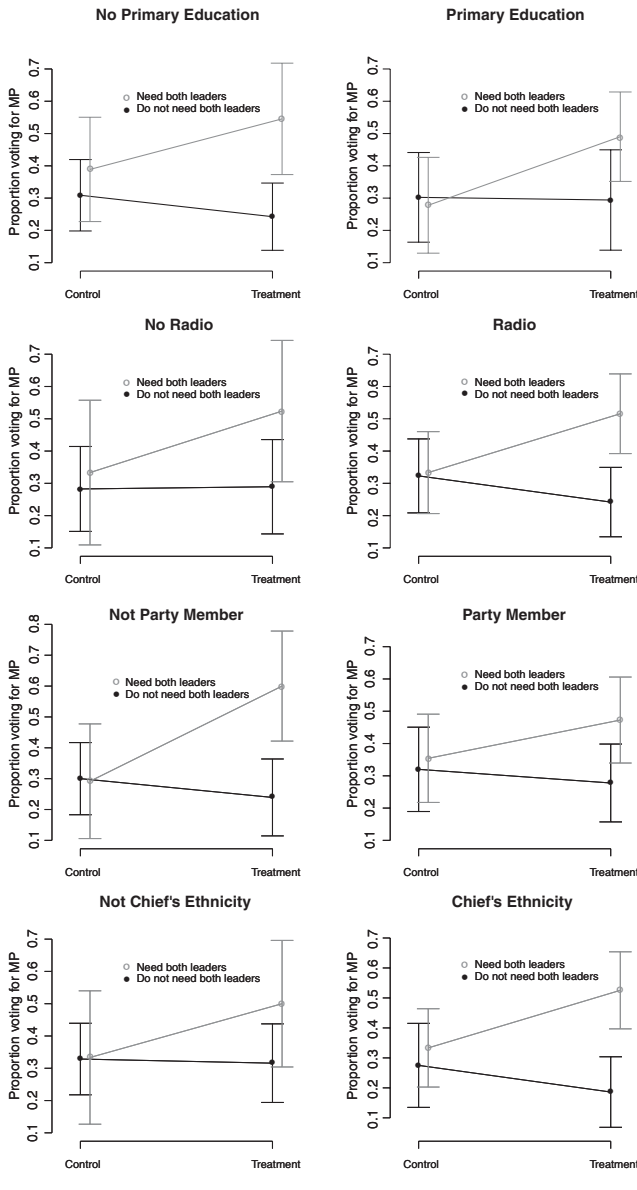 No Primary Education
Proportion voting for MP
0.7
0.6
0.5
0.4
0.3
0.2
0.1
Need both leaders
Do not need both leaders
Control
Treatment
Primary Education
Proportion voting for MP
0.7
0.6
0.5
0.4
0.3
0.2
0.1
Need both leaders
Do not need both leaders
Control
Treatment
No Radio
Proportion voting for MP
0.7
0.6
0.5
0.4
0.3
0.2
0.1
Need both leaders
Do not need both leaders
Control
Treatment
Radio
Proportion voting for MP
0.7
0.6
0.5
0.4
0.3
0.2
0.1
Need both leaders
Do not need both leaders
Control
Treatment
Not Party Member
Proportion voting for MP
0.8
0.7
0.6
0.5
0.4
0.3
0.2
0.1
Need both leaders
Do not need both leaders
Control
Treatment
Party Member
Proportion voting for MP
0.7
0.6
0.5
0.4
0.3
0.2
0.1
Need both leaders
Do not need both leaders
Control
Treatment
Not Chief's Ethnicity
Proportion voting for MP
0.7
0.6
0.5
0.4
0.3
0.2
0.1
Need both leaders
Do not need both leaders
Control
Treatment
Chief's Ethnicity
Proportion voting for MP
0.7
0.6
0.5
0.4
0.3
0.2
0.1
Need both leaders
Do not need both leaders
Control
Treatment